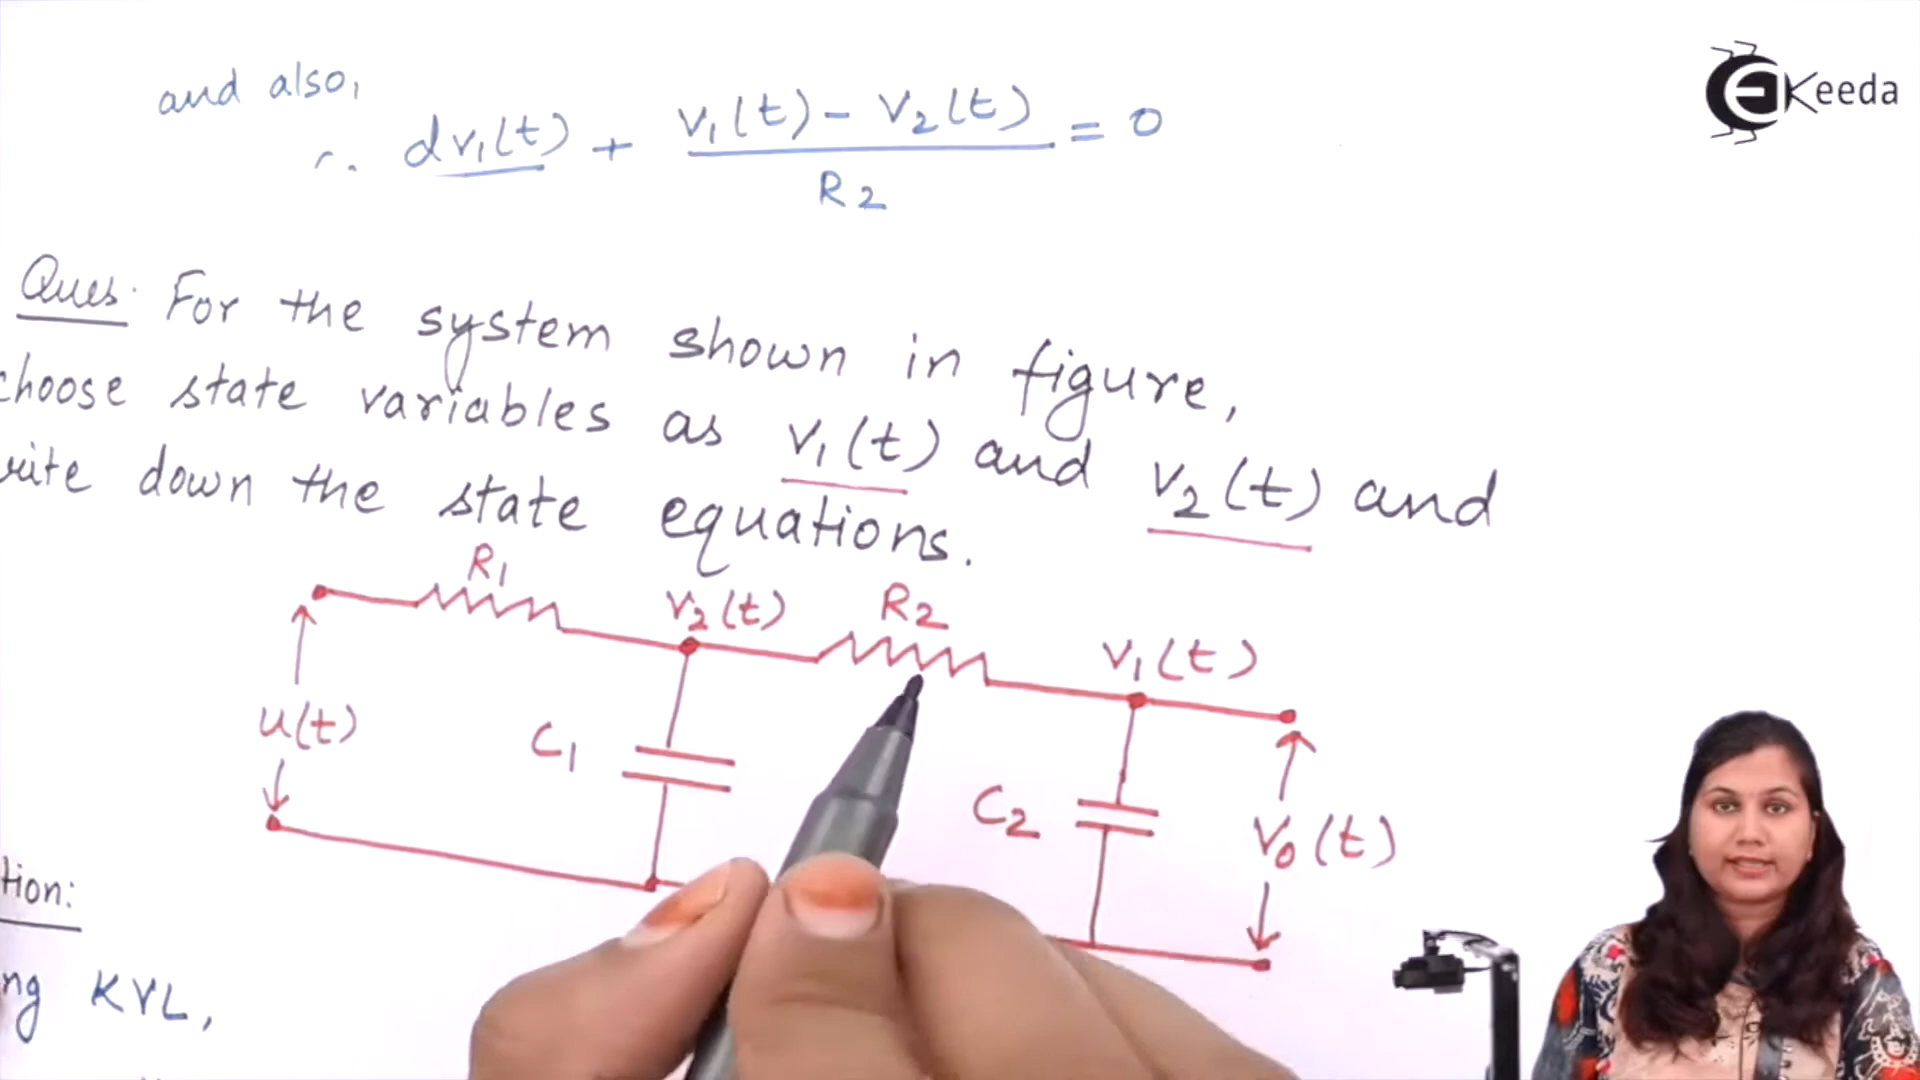 and also,
∴ dv₁(t) + v₁(t) - v₂(t) = 0
R₂
Keeda
Ques. For the system shown in figure,
choose state variables as v₁(t) and v₂(t) and
rite down the state equations.
R₁
v₂(t)
R₂
v₁(t)
u(t)
C₁
C₂
v₀(t)
tion:
ng KVL,